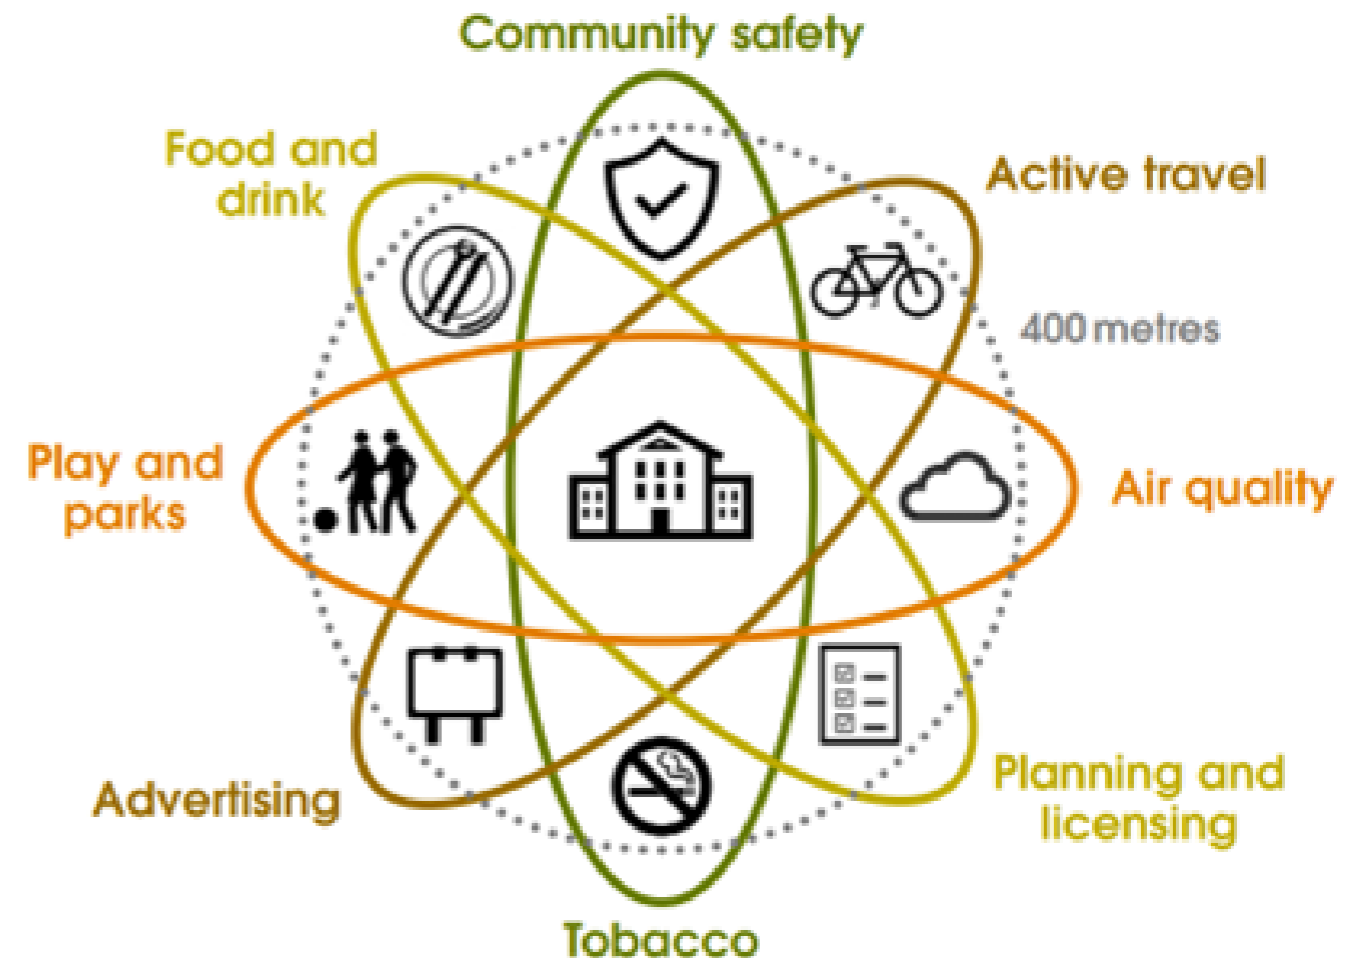 Community safety
Food and
drink
Active travel
400 metres
Play and
parks
Air quality
Advertising
Planning and
licensing
Tobacco